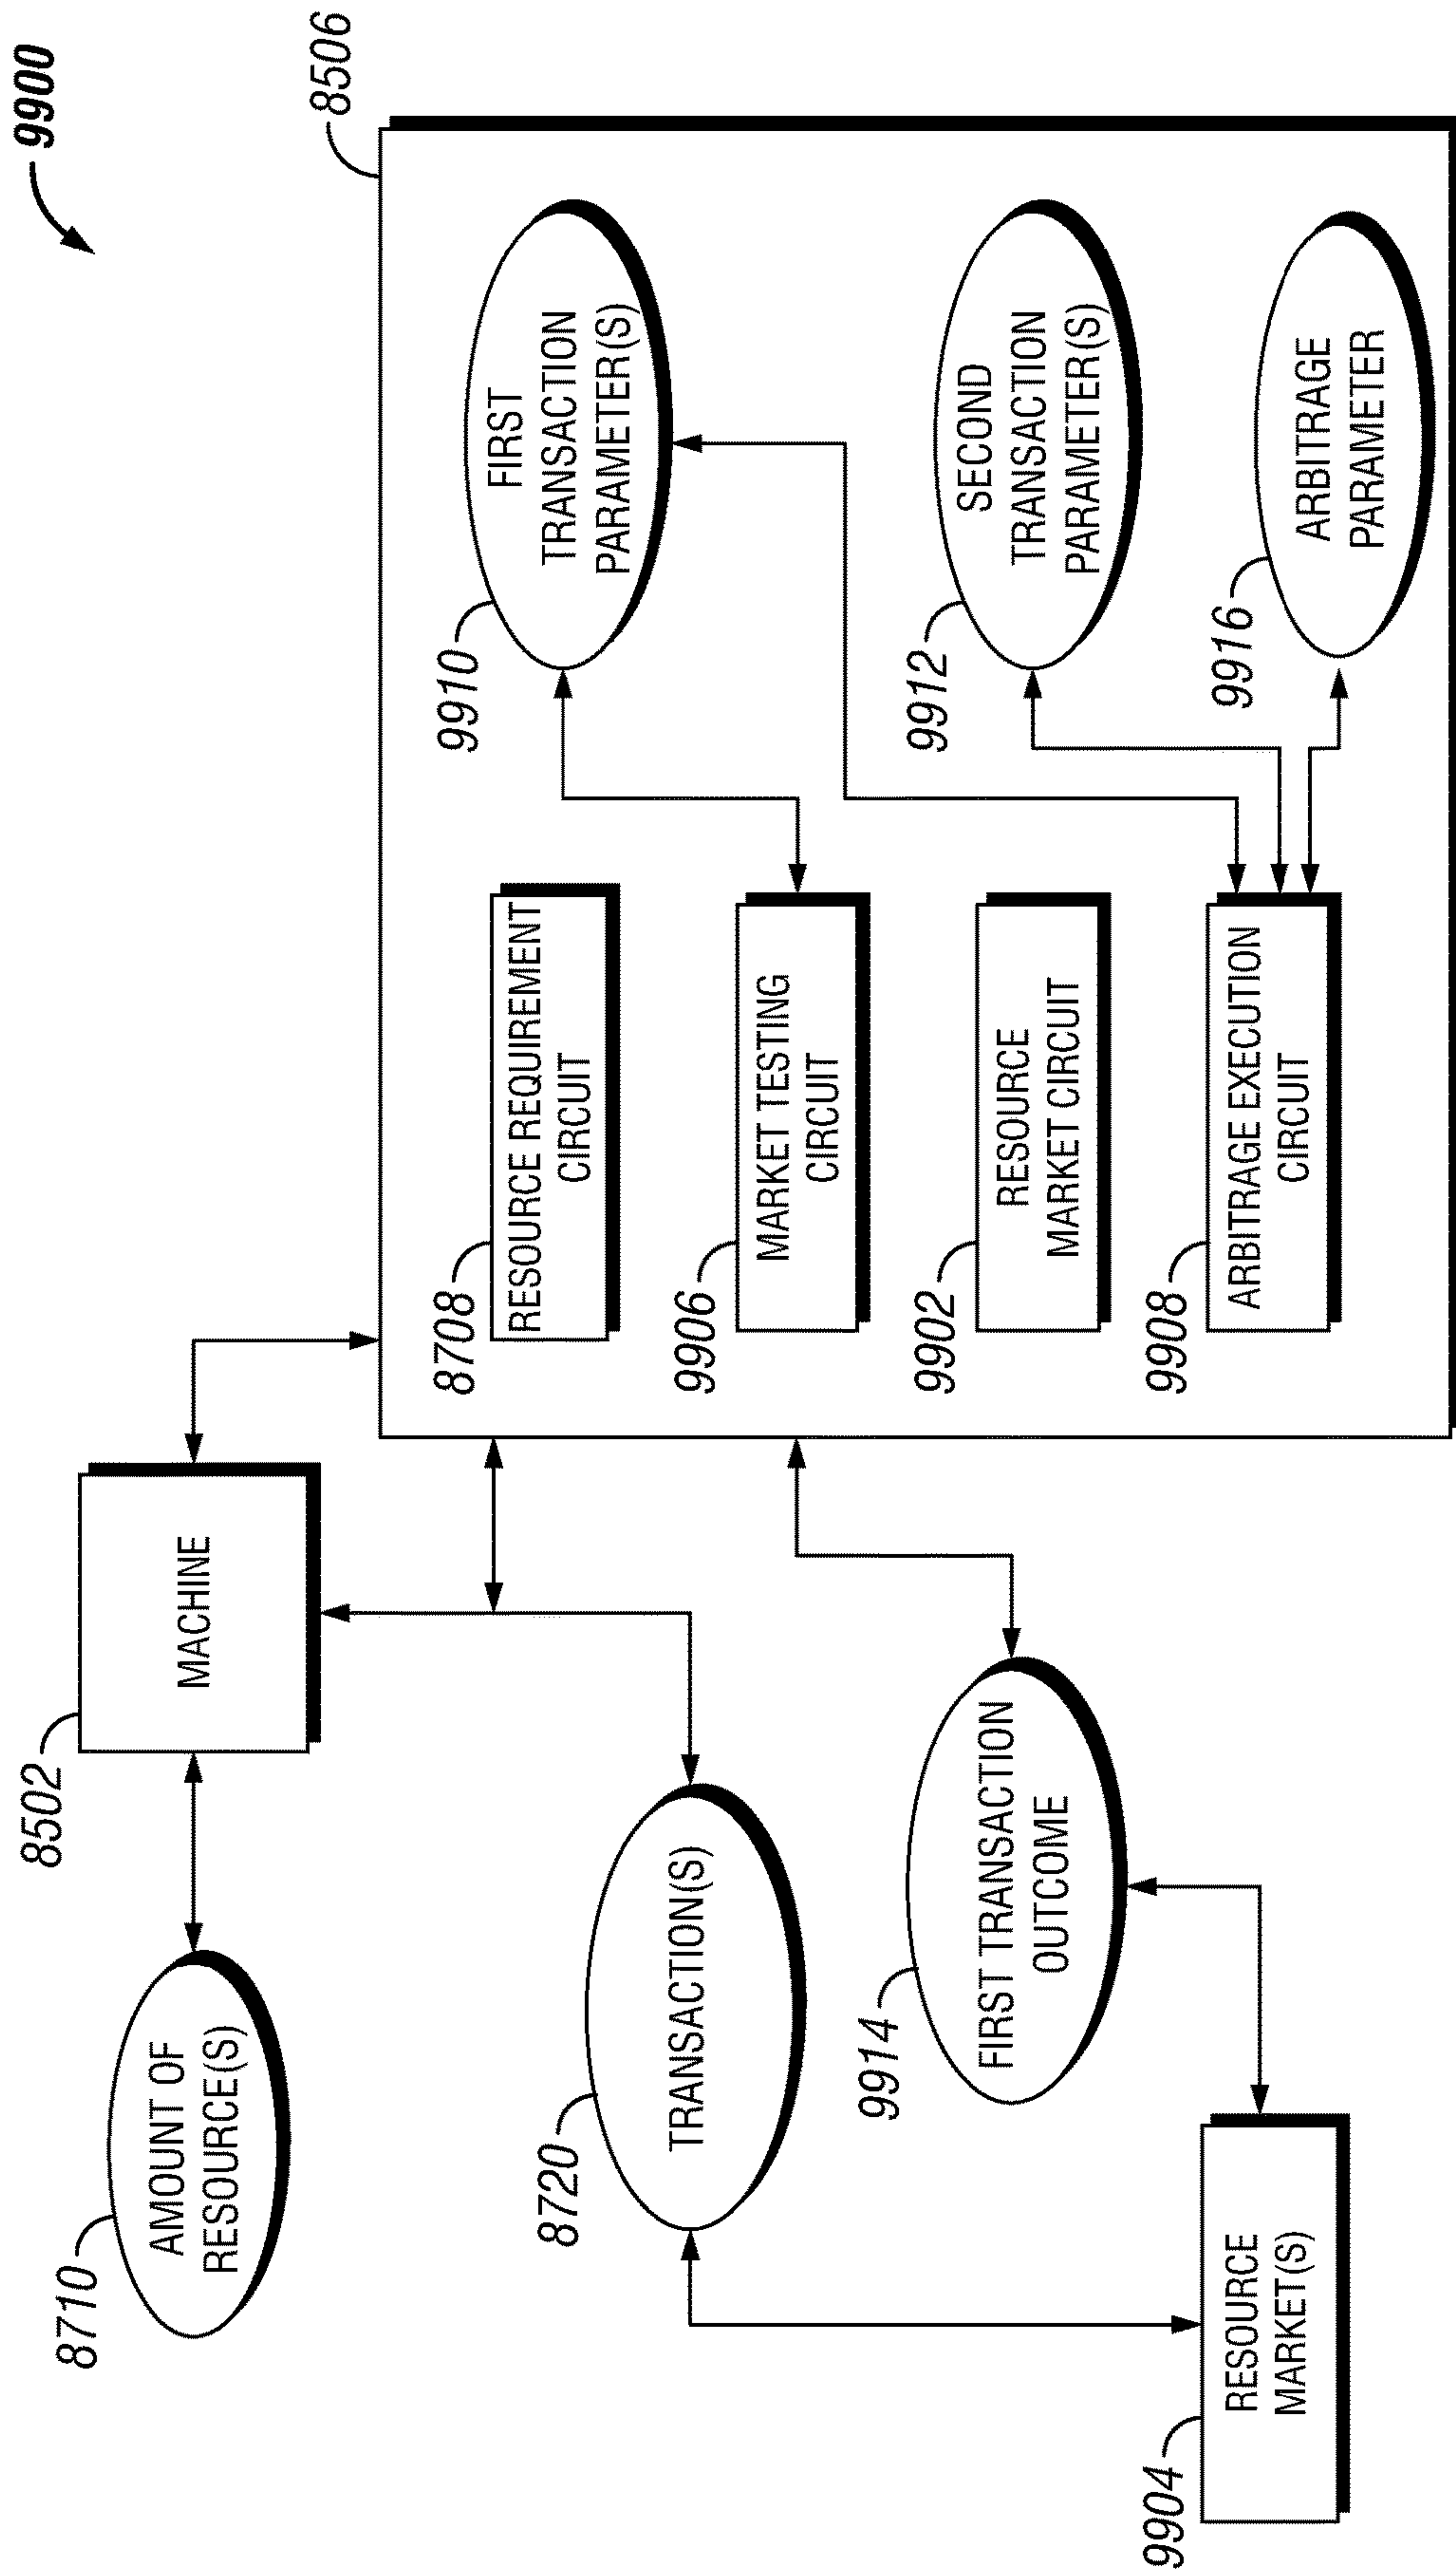 9900
8710
AMOUNT OF
RESOURCE(S)
8502
MACHINE
8506
8720
TRANSACTION(S)
9914
FIRST TRANSACTION
OUTCOME
9904
RESOURCE
MARKET(S)
8708
RESOURCE REQUIREMENT
CIRCUIT
9906
MARKET TESTING
CIRCUIT
9902
RESOURCE
MARKET CIRCUIT
9908
ARBITRAGE EXECUTION
CIRCUIT
9910
FIRST
TRANSACTION
PARAMETER(S)
9912
SECOND
TRANSACTION
PARAMETER(S)
9916
ARBITRAGE
PARAMETER